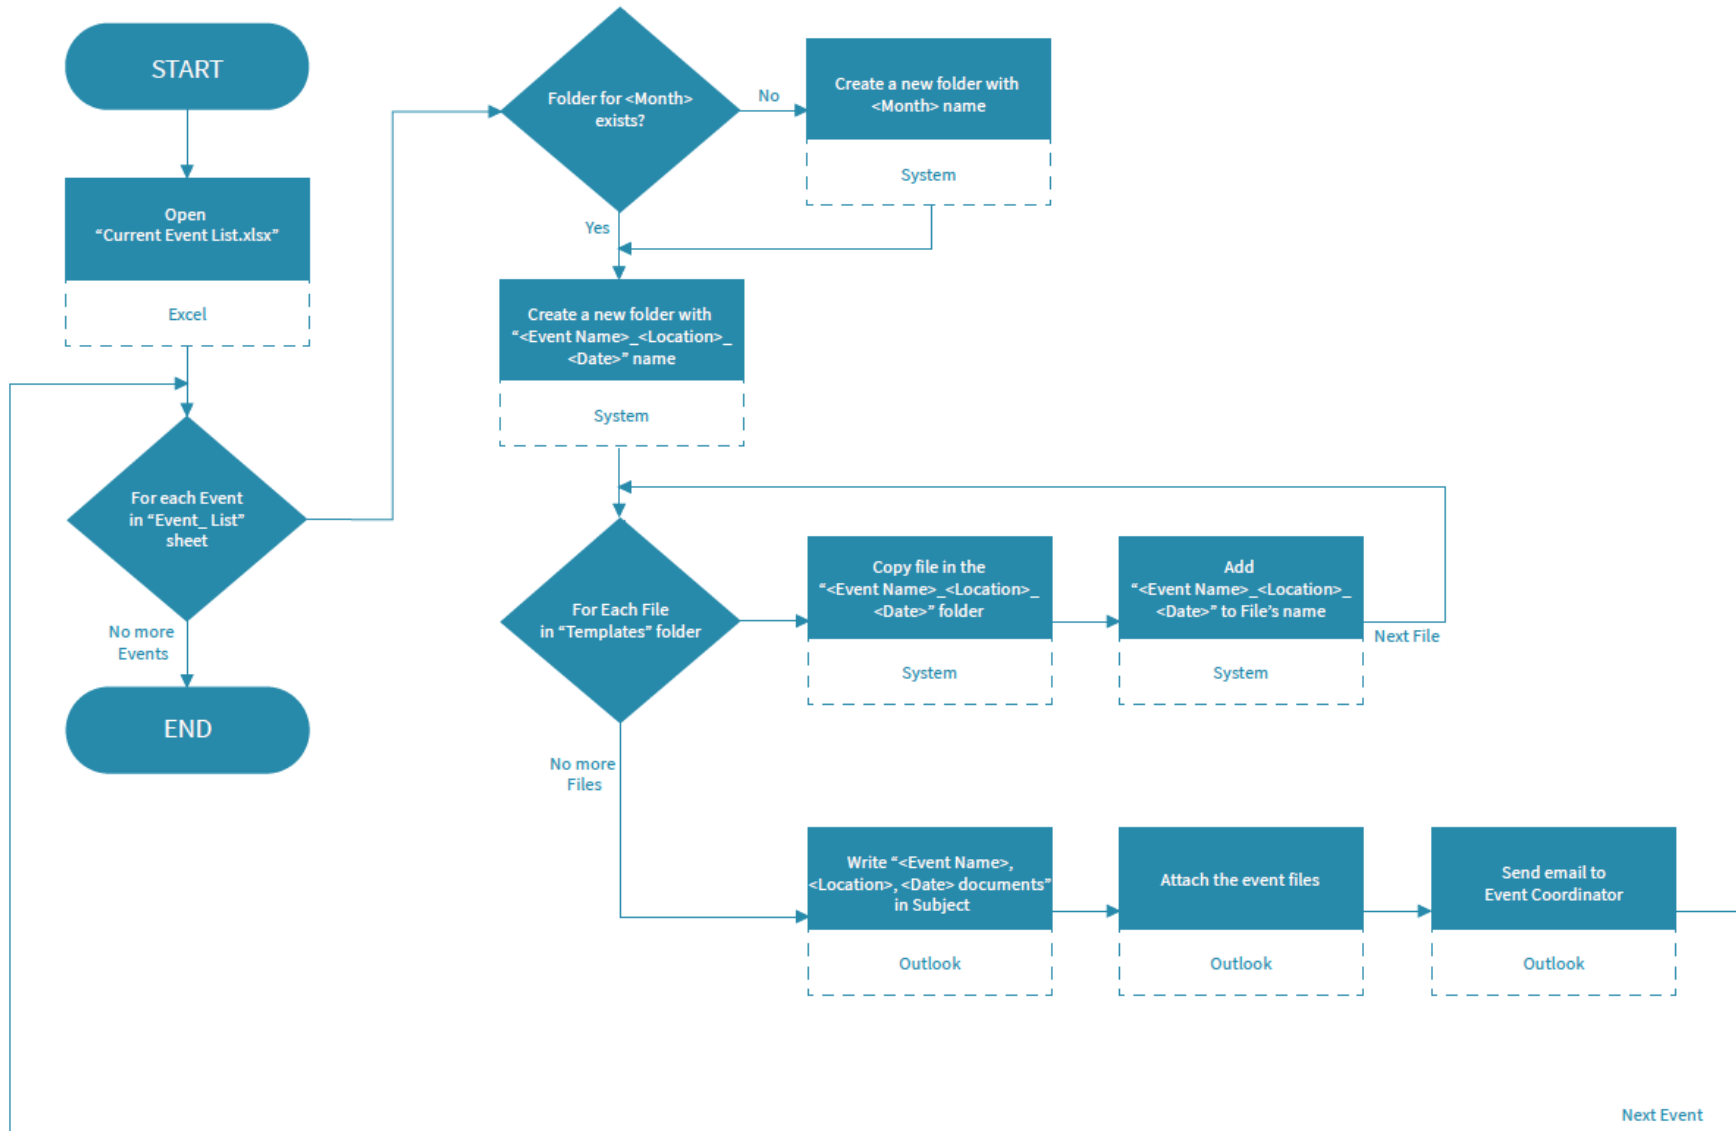 START
Open
“Current Event List.xlsx”
Excel
For each Event
in “Event_ List”
sheet
No more
Events
END
Folder for <Month>
exists?
No
Create a new folder with
<Month> name
System
Yes
Create a new folder with
“<Event Name>_<Location>_
<Date>” name
System
For Each File
in “Templates” folder
Copy file in the
“<Event Name>_<Location>_
<Date>” folder
System
Add
“<Event Name>_<Location>_
<Date>” to File’s name
System
Next File
No more
Files
Write “<Event Name>,
<Location>, <Date> documents”
in Subject
Outlook
Attach the event files
Outlook
Send email to
Event Coordinator
Outlook
Next Event